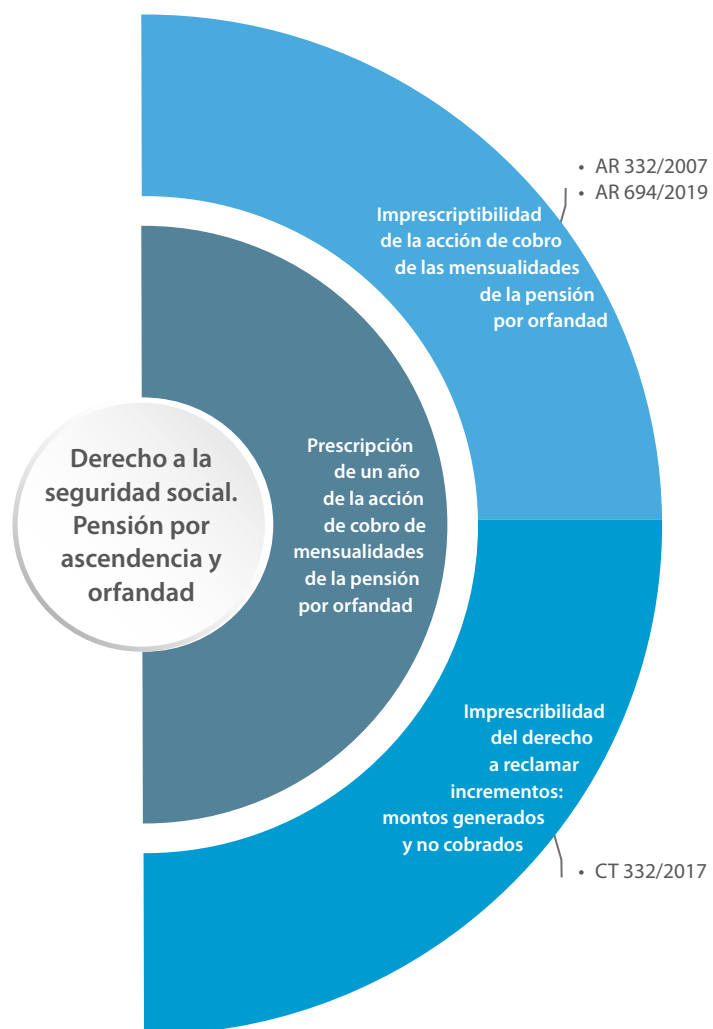 • AR 332/2007
• AR 694/2019
Imprescriptibilidad
de la acción de cobro
de las mensualidades
de la pensión
por orfandad
Derecho a la
seguridad social.
Pensión por
ascendencia y
orfandad
Prescripción
de un año
de la acción
de cobro de
mensualidades
de la pensión
por orfandad
Imprescribilidad
del derecho
a reclamar
incrementos:
montos generados
y no cobrados
• CT 332/2017